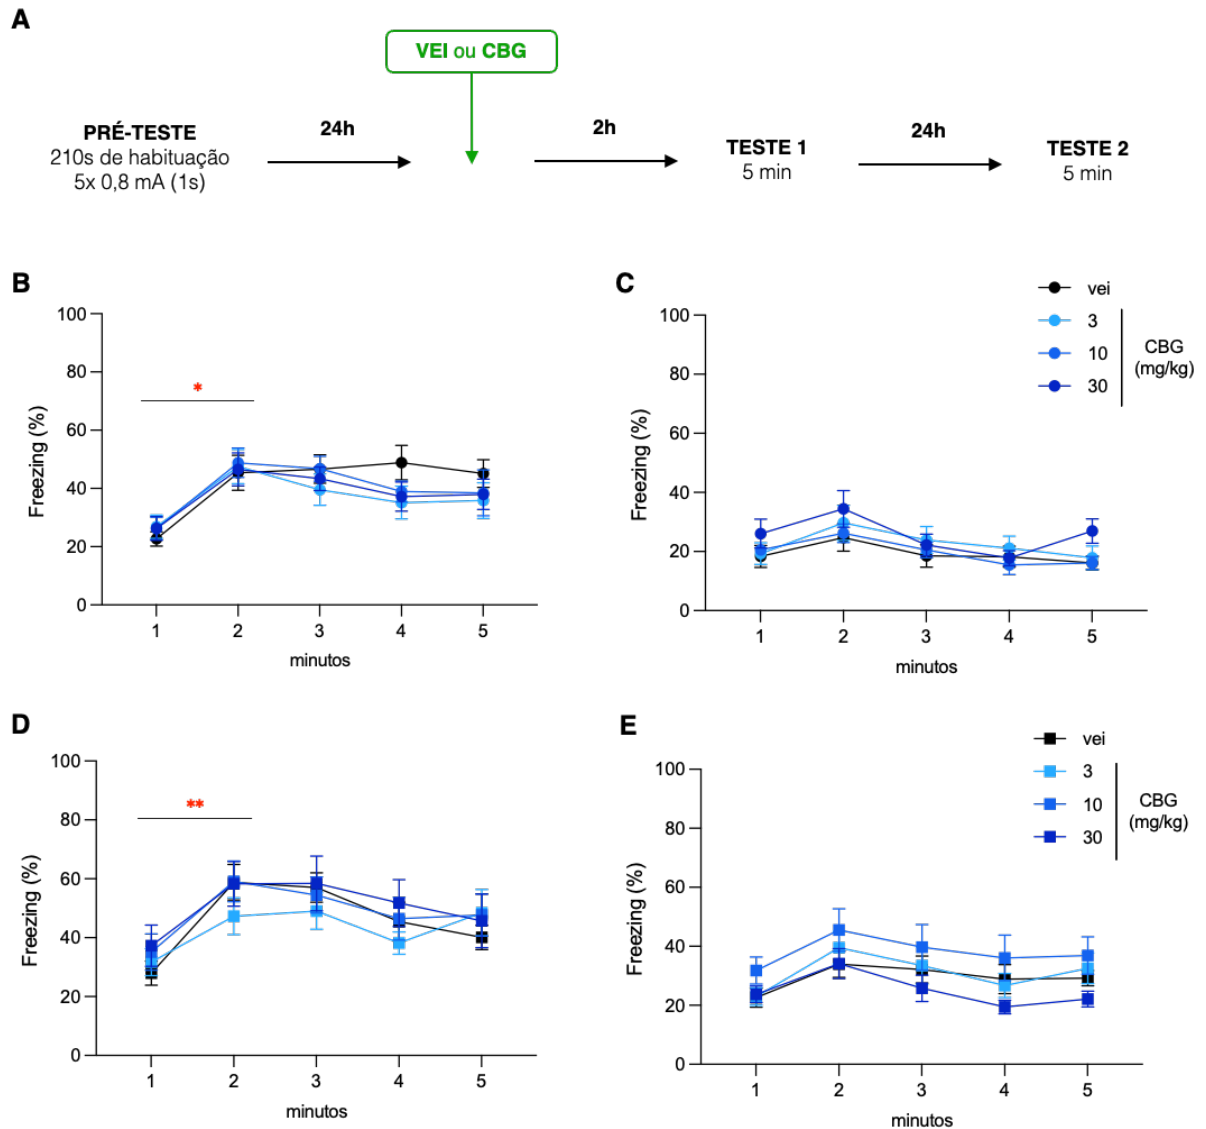 A
VEI ou CBG
PRÉ-TESTE
210s de habituação
5x 0,8 mA (1s)
24h
2h
TESTE 1
5 min
24h
TESTE 2
5 min
B
Freezing (%)
100
80
60
40
20
0
*
1 2 3 4 5
minutos
C
Freezing (%)
100
80
60
40
20
0
1 2 3 4 5
minutos
vei
3
10
30
CBG
(mg/kg)
D
Freezing (%)
100
80
60
40
20
0
**
1 2 3 4 5
minutos
E
Freezing (%)
100
80
60
40
20
0
1 2 3 4 5
minutos
vei
3
10
30
CBG
(mg/kg)